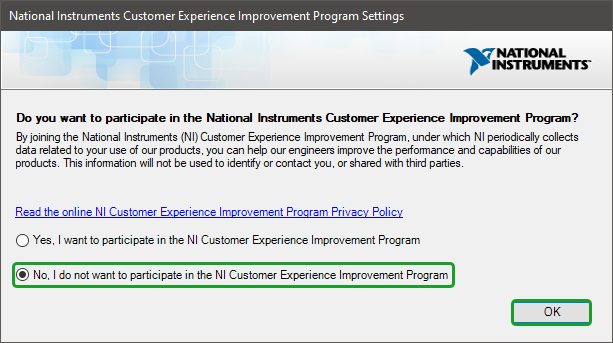 National Instruments Customer Experience Improvement Program Settings
NATIONAL
INSTRUMENTS™
Do you want to participate in the National Instruments Customer Experience Improvement Program?
By joining the National Instruments (NI) Customer Experience Improvement Program, under which NI periodically collects
data related to your use of our products, you can help our engineers improve the performance and capabilities of our
products. This information will not be used to identify or contact you, or shared with third parties.
Read the online NI Customer Experience Improvement Program Privacy Policy
Yes, I want to participate in the NI Customer Experience Improvement Program
No, I do not want to participate in the NI Customer Experience Improvement Program
OK